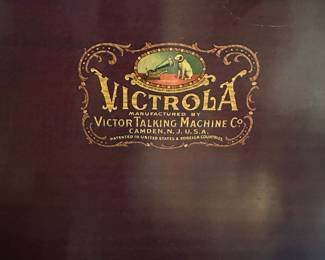 VICTROLA
MANUFACTURED BY
VICTOR TALKING MACHINE CO.
CAMDEN, N.J. U.S.A.
PATENTED IN UNITED STATES & FOREIGN COUNTRIES